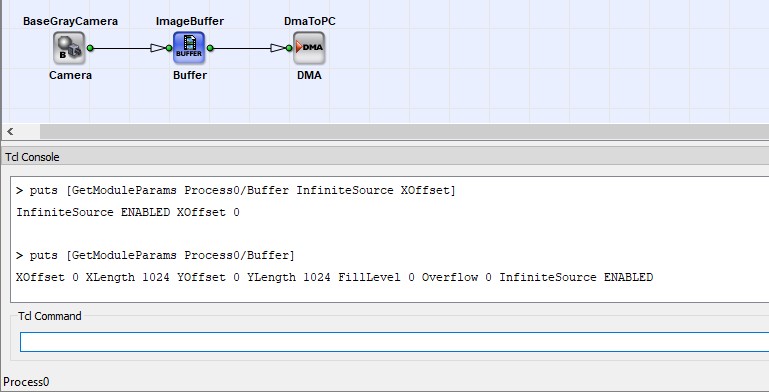 BaseGrayCamera ImageBuffer DmaToPC
B BUFFER DMA
Camera Buffer DMA
<
Tcl Console
> puts [GetModuleParams Process0/Buffer InfiniteSource XOffset]
InfiniteSource ENABLED XOffset 0
> puts [GetModuleParams Process0/Buffer]
XOffset 0 XLength 1024 YOffset 0 YLength 1024 FillLevel 0 Overflow 0 InfiniteSource ENABLED
Tcl Command
Process0